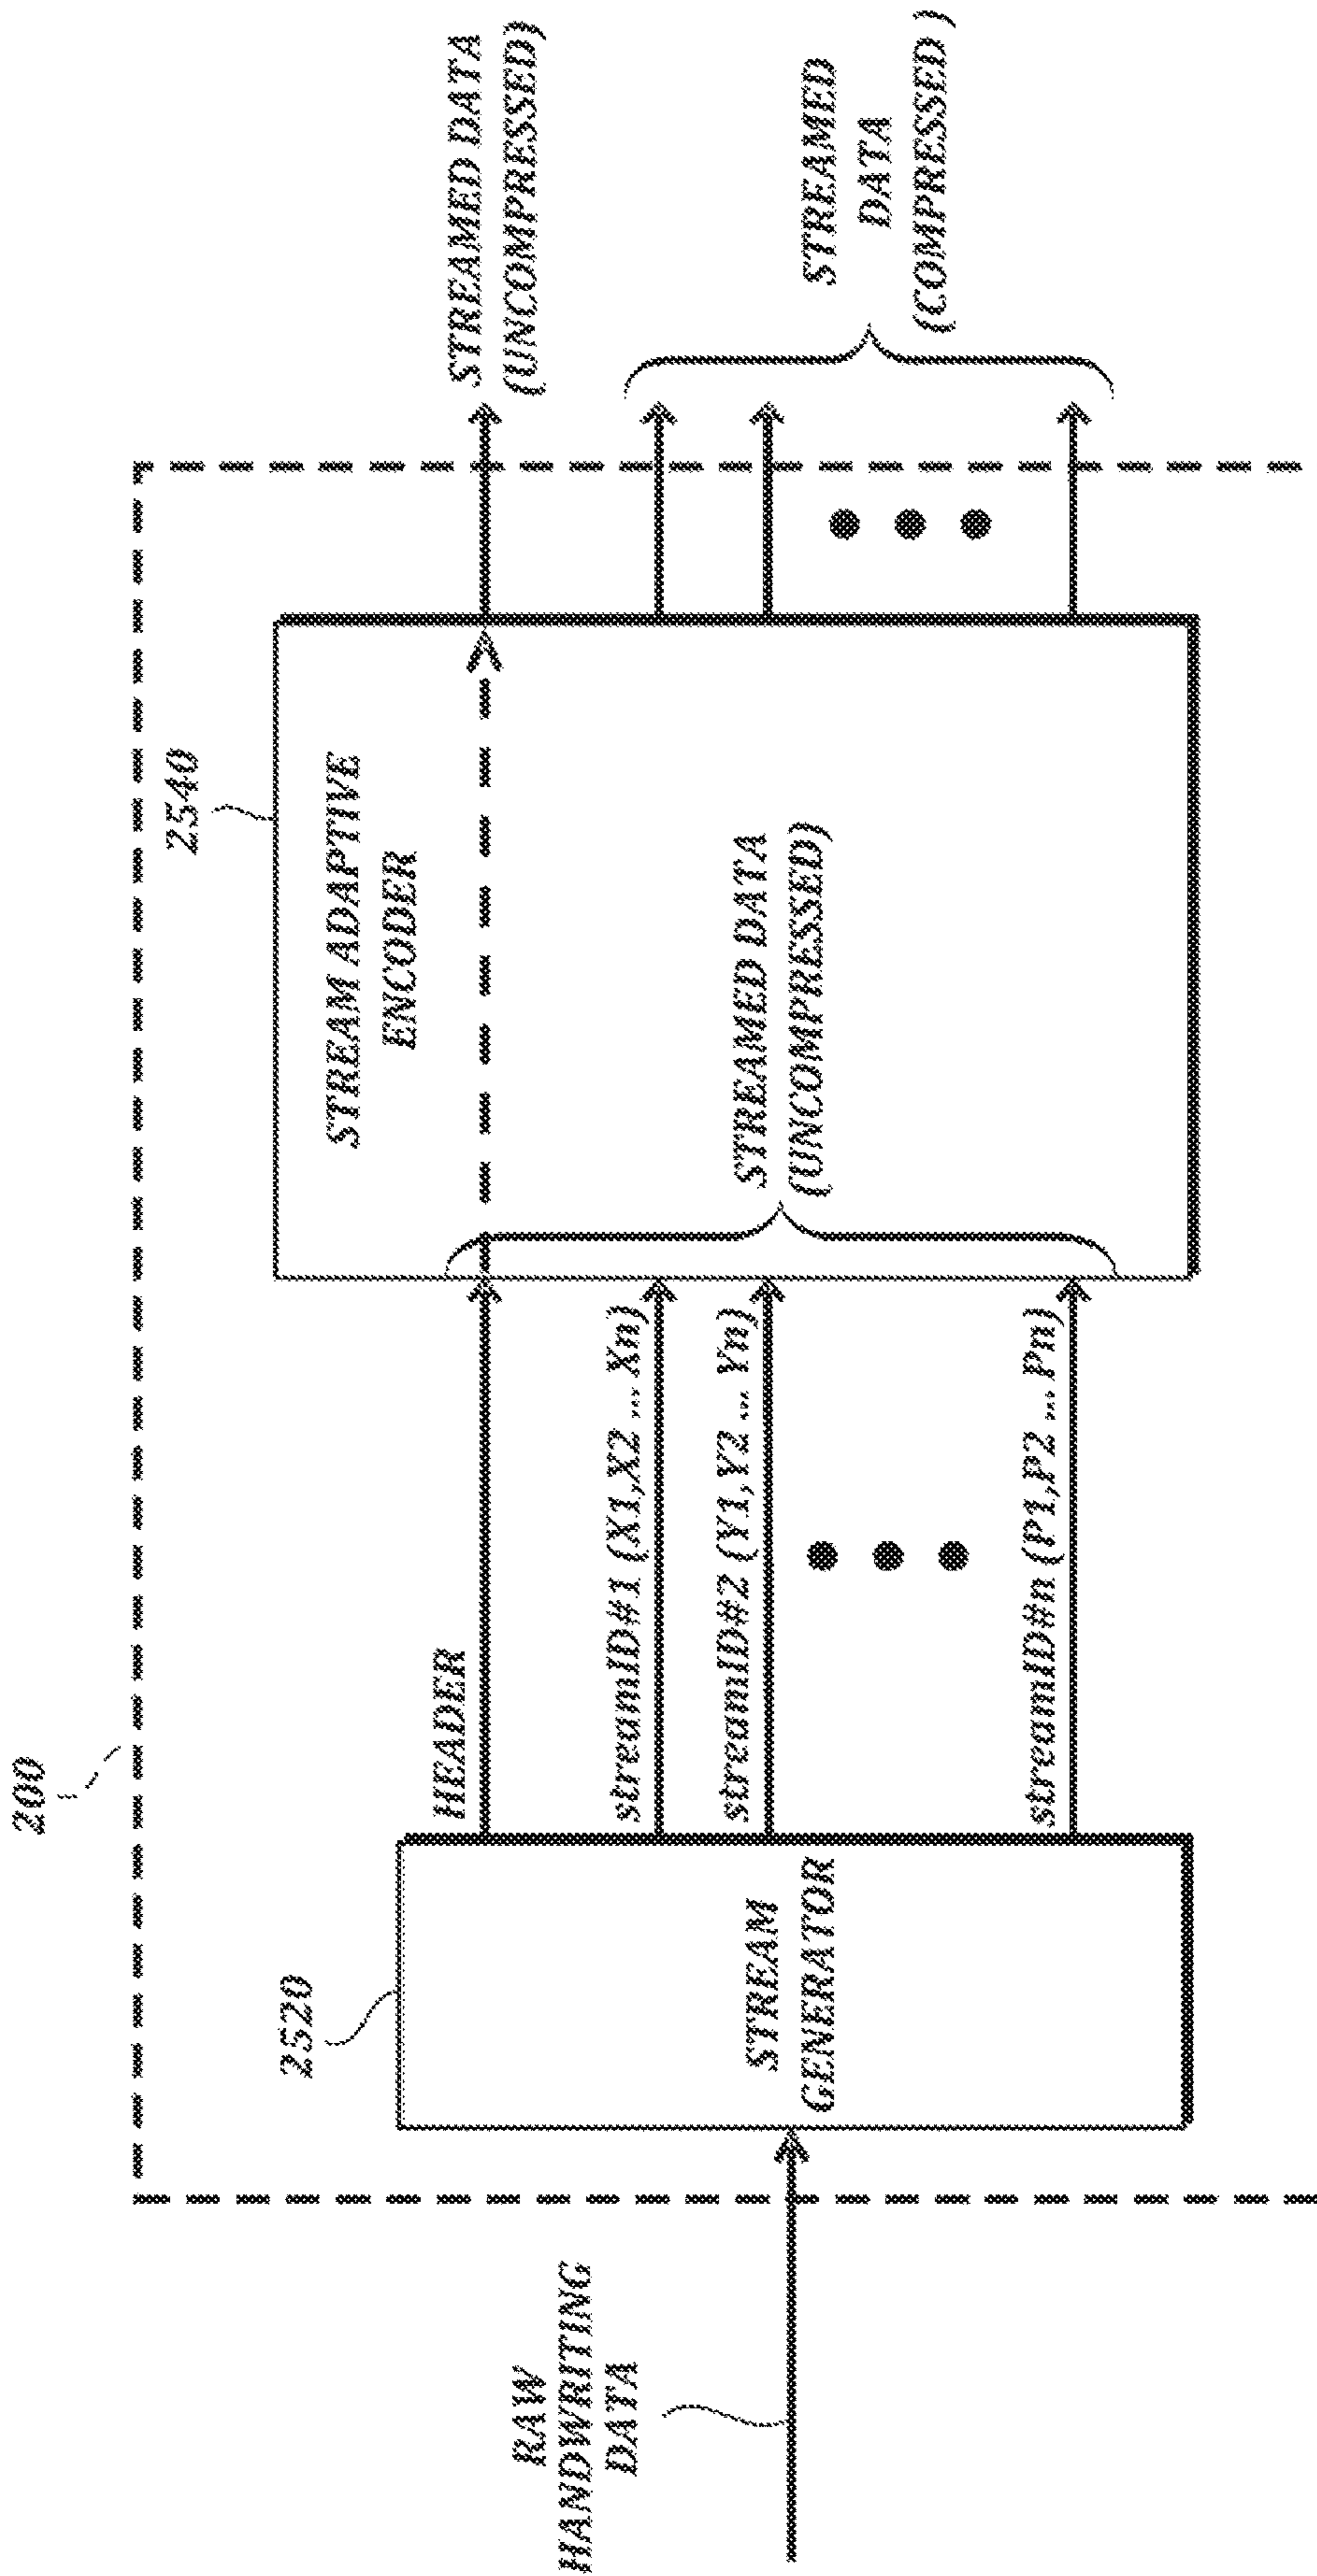 200
2520
2540
RAW
HANDWRITING
DATA
STREAM
GENERATOR
HEADER
streamID#1 (X1,X2 ... Xn)
streamID#2 (Y1,Y2 ... Yn)
streamID#n (P1,P2 ... Pn)
STREAM ADAPTIVE
ENCODER
STREAMED DATA
(UNCOMPRESSED)
STREAMED DATA
(UNCOMPRESSED)
STREAMED
DATA
(COMPRESSED )